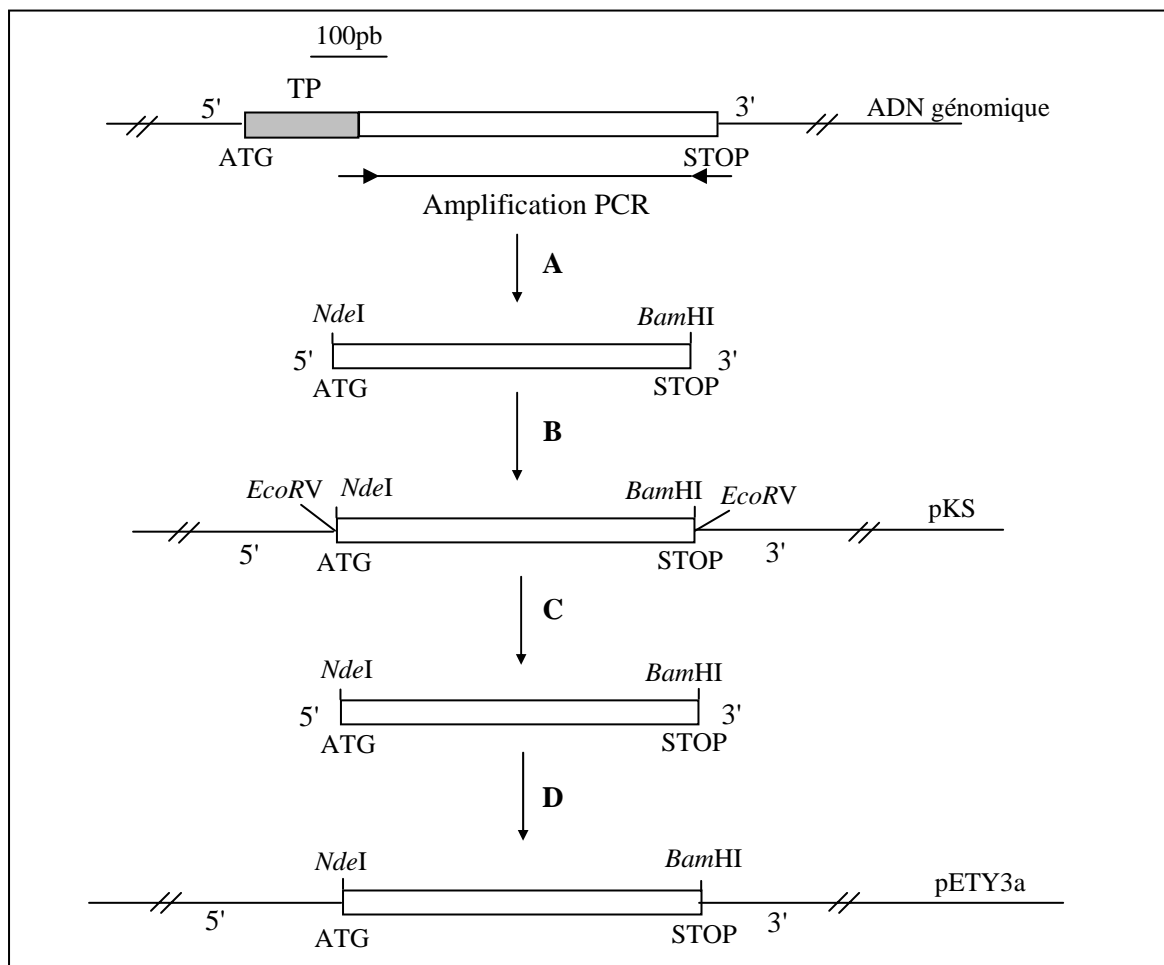 100pb
TP
5' 3' ADN génomique
ATG STOP
Amplification PCR
A
NdeI BamHI
5' 3'
ATG STOP
B
EcoRV NdeI BamHI EcoRV pKS
5' ATG STOP 3'
C
NdeI BamHI
5' 3'
ATG STOP
D
NdeI BamHI pETY3a
5' 3'
ATG STOP